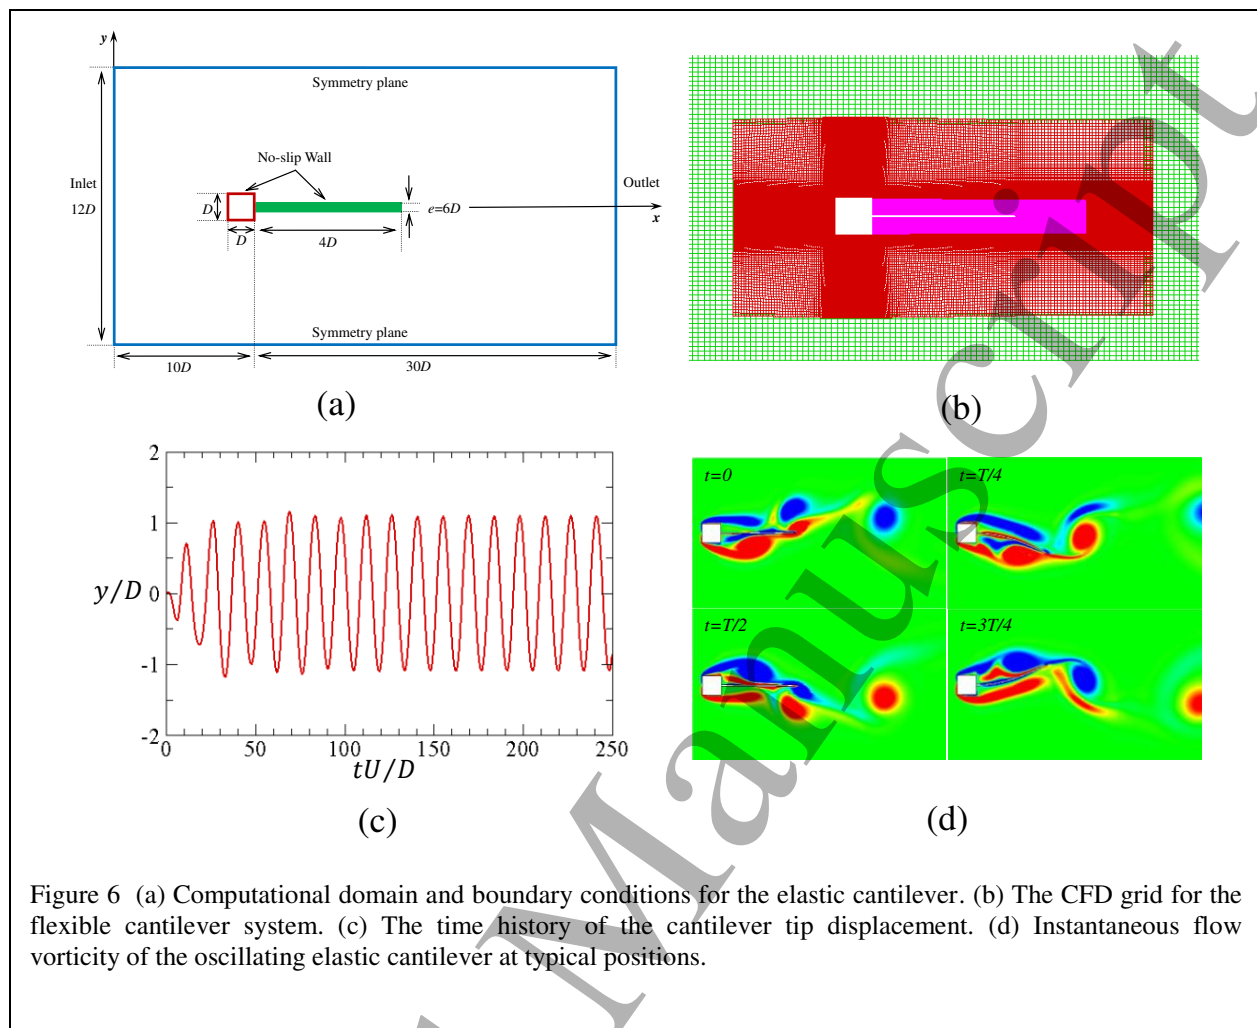 y
Symmetry plane
No-slip Wall
Inlet
12D
D
D
4D
e=6D
Outlet
x
Symmetry plane
10D
30D
(a)
(b)
2
1
0
-1
-2
y/D
0
50
100
150
200
250
tU/D
(c)
t=0
t=T/4
t=T/2
t=3T/4
(d)
Figure 6 (a) Computational domain and boundary conditions for the elastic cantilever. (b) The CFD grid for the
flexible cantilever system. (c) The time history of the cantilever tip displacement. (d) Instantaneous flow
vorticity of the oscillating elastic cantilever at typical positions.
Manuscript